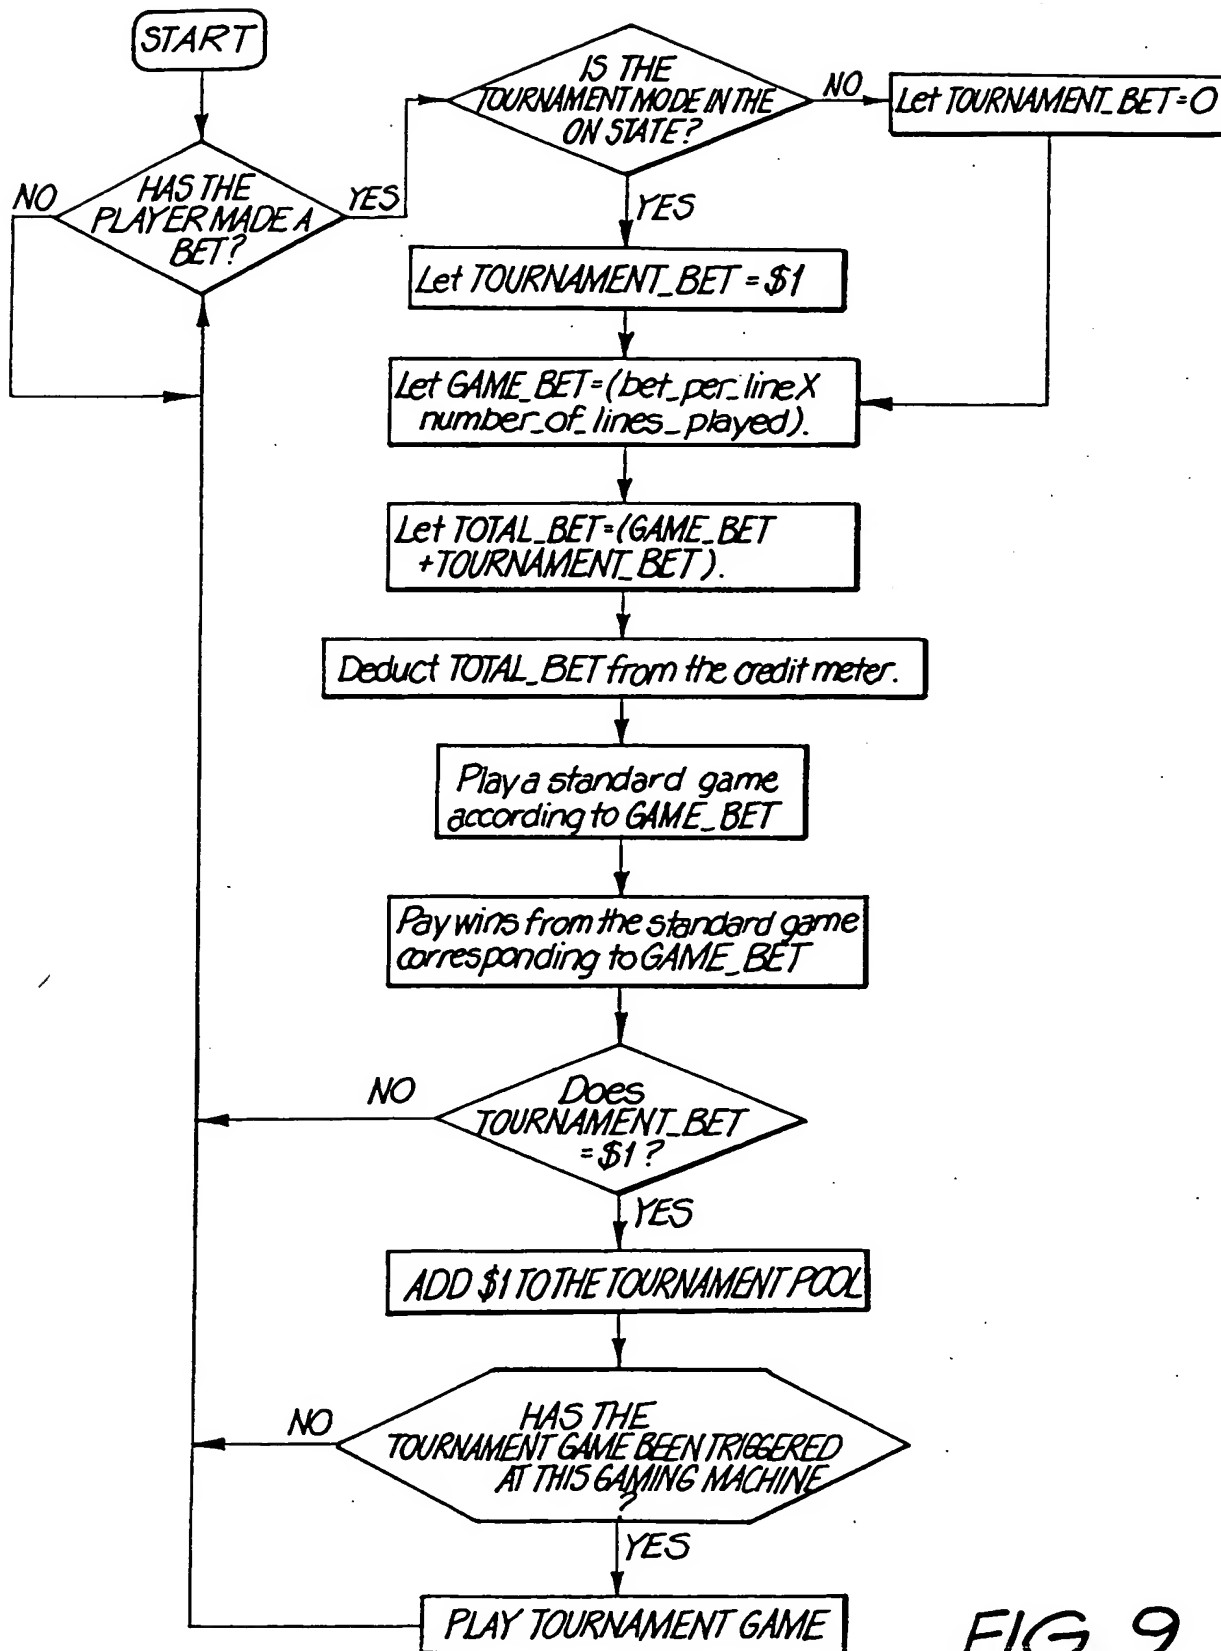 START
IS THE
TOURNAMENT MODE IN THE
ON STATE?
NO
Let TOURNAMENT_BET=0
NO
HAS THE
PLAYER MADE A
BET?
YES
YES
Let TOURNAMENT_BET = $1
Let GAME_BET=(bet_per_line X
number_of_lines_played).
Let TOTAL_BET=(GAME_BET
+TOURNAMENT_BET).
Deduct TOTAL_BET from the credit meter.
Play a standard game
according to GAME_BET
Pay wins from the standard game
corresponding to GAME_BET
NO
Does
TOURNAMENT_BET
=$1?
YES
ADD $1 TO THE TOURNAMENT POOL
NO
HAS THE
TOURNAMENT GAME BEEN TRIGGERED
AT THIS GAMING MACHINE
?
YES
PLAY TOURNAMENT GAME
FIG. 9